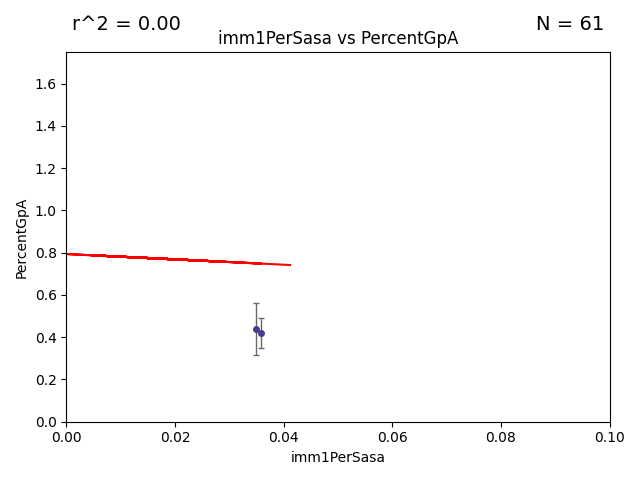 r^2 = 0.00
N = 61
imm1PerSasa vs PercentGpA
PercentGpA
1.6
1.4
1.2
1.0
0.8
0.6
0.4
0.2
0.0
0.00 0.02 0.04 0.06 0.08 0.10
imm1PerSasa